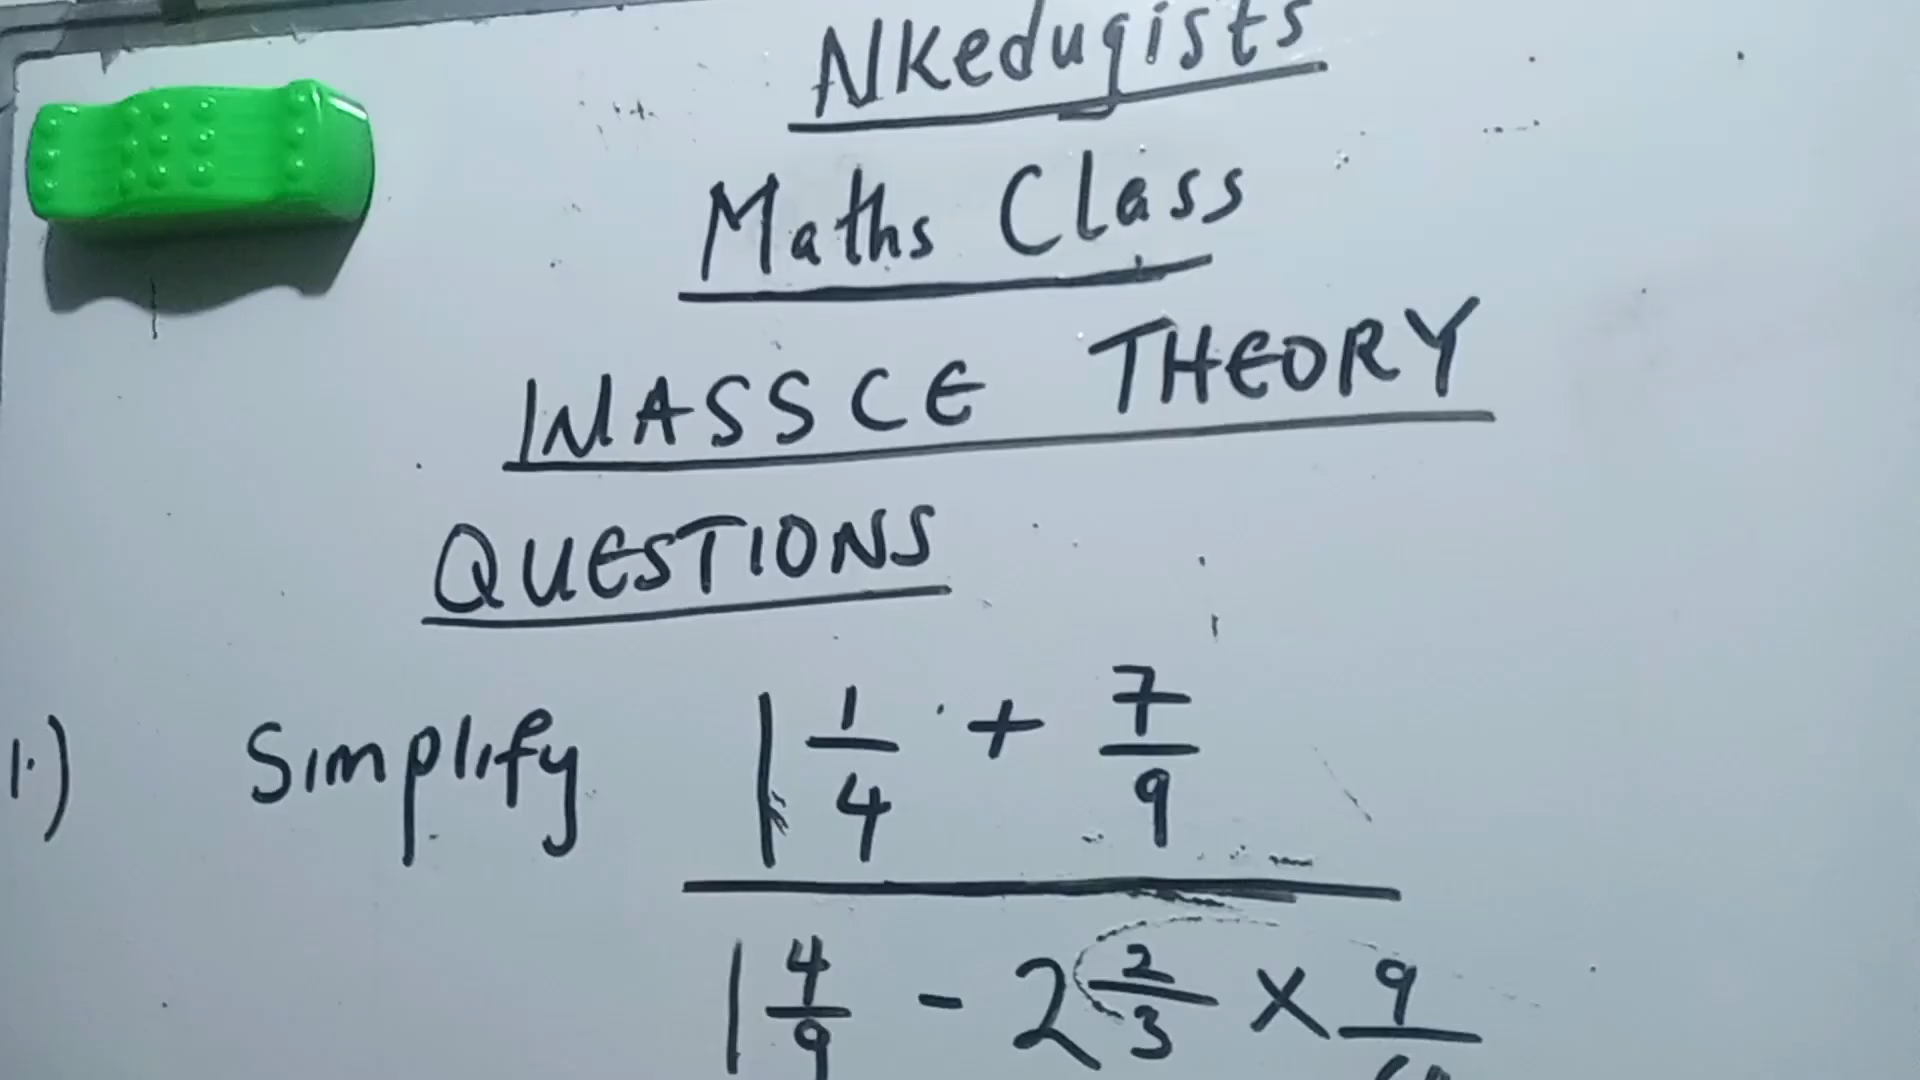 NKedugists
Maths Class
WASSCE THEORY
QUESTIONS
1.) Simplify 1 1/4 + 7/9
1 4/9 - 2 2/3 × 9